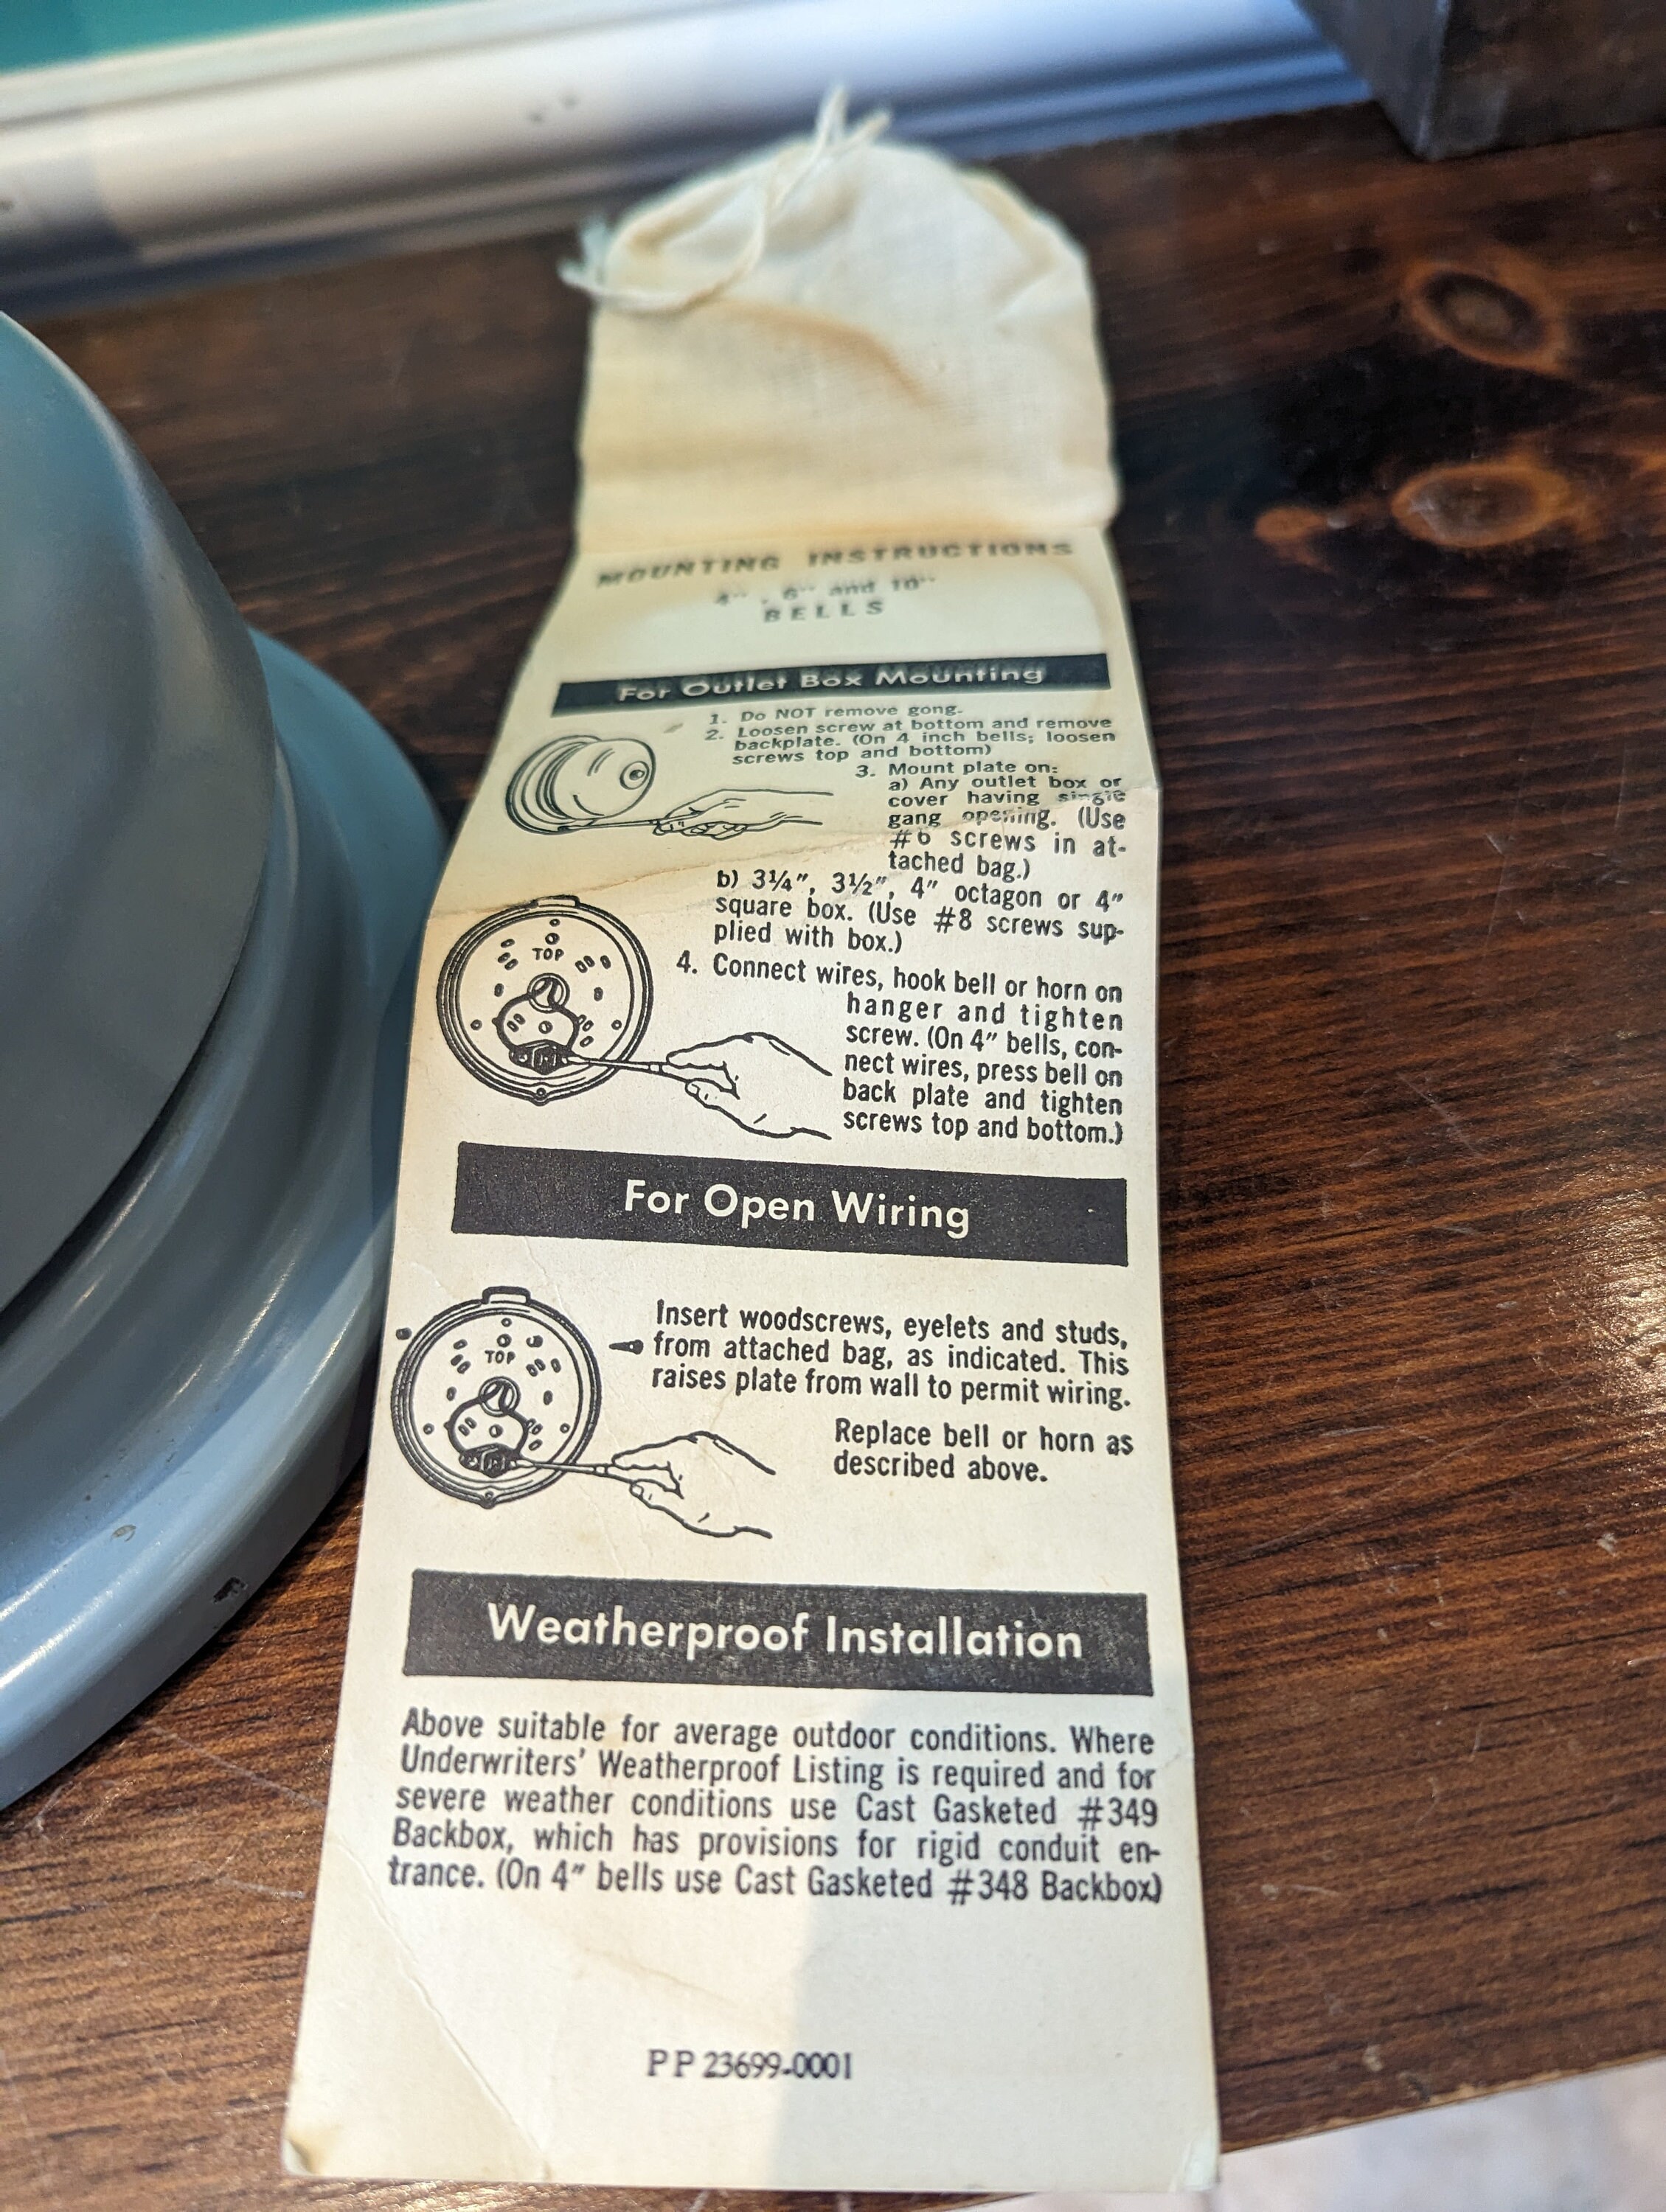 MOUNTING INSTRUCTIONS
4", 6" and 10"
BELLS
For Outlet Box Mounting
1. Do NOT remove gong.
2. Loosen screw at bottom and remove
backplate. (On 4 inch bells; loosen
screws top and bottom)
3. Mount plate on:
a) Any outlet box or
cover having single
gang opening. (Use
#6 screws in at-
tached bag.)
b) 3¼", 3½", 4" octagon or 4"
square box. (Use #8 screws sup-
plied with box.)
TOP
4. Connect wires, hook bell or horn on
hanger and tighten
screw. (On 4" bells, con-
nect wires, press bell on
back plate and tighten
screws top and bottom.)
For Open Wiring
Insert woodscrews, eyelets and studs,
from attached bag, as indicated. This
raises plate from wall to permit wiring.
TOP
Replace bell or horn as
described above.
Weatherproof Installation
Above suitable for average outdoor conditions. Where
Underwriters' Weatherproof Listing is required and for
severe weather conditions use Cast Gasketed #349
Backbox, which has provisions for rigid conduit en-
trance. (On 4" bells use Cast Gasketed #348 Backbox)
PP 23699-0001